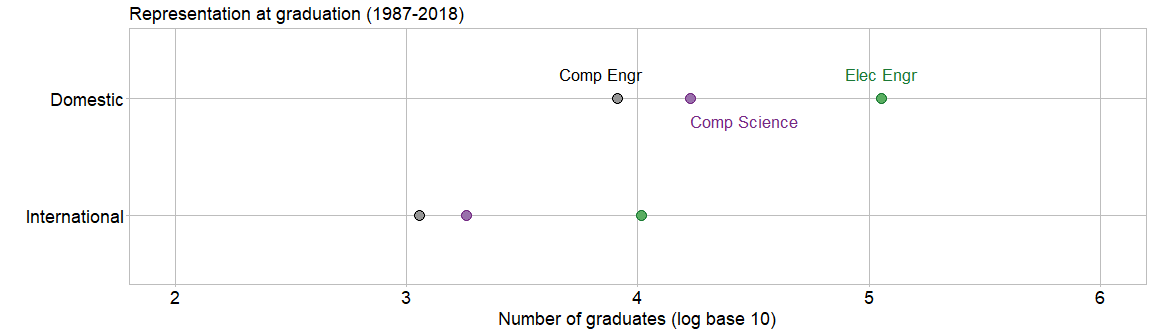 Representation at graduation (1987-2018)
Comp Engr
Elec Engr
Domestic
Comp Science
International
2
3
4
5
6
Number of graduates (log base 10)